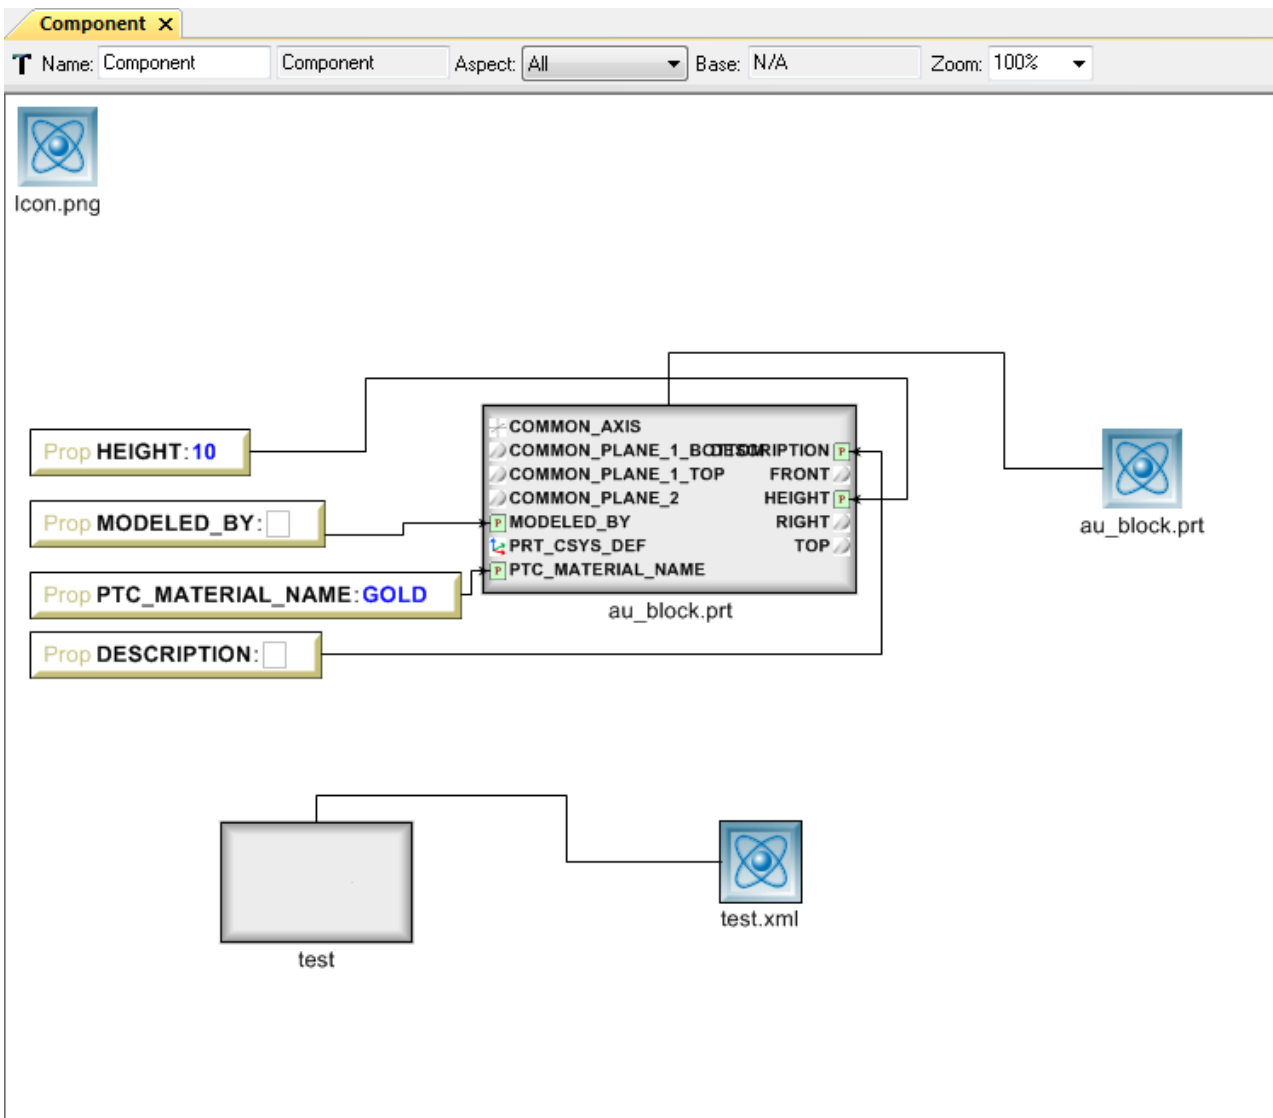 Component X
T Name: Component Component Aspect: All Base: N/A Zoom: 100%
Icon.png
Prop HEIGHT:10
Prop MODELED_BY:
Prop PTC_MATERIAL_NAME:GOLD
Prop DESCRIPTION:
COMMON_AXIS
COMMON_PLANE_1_BOTTOM DESCRIPTION P
COMMON_PLANE_1_TOP FRONT
COMMON_PLANE_2 HEIGHT P
P MODELED_BY RIGHT
PRT_CSYS_DEF TOP
P PTC_MATERIAL_NAME
au_block.prt
au_block.prt
test
test.xml